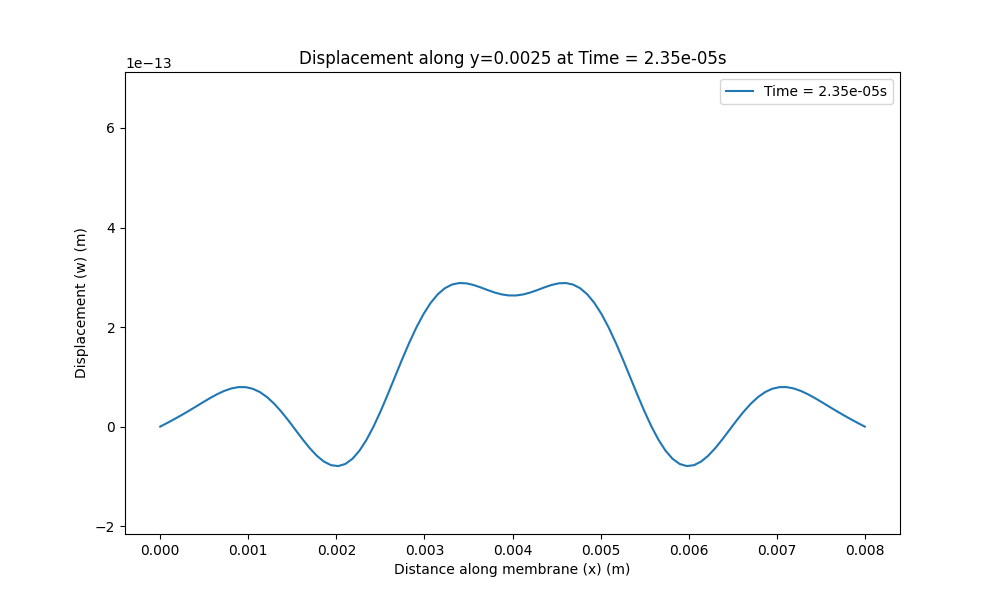 Displacement along y=0.0025 at Time = 2.35e-05s
1e−13
Time = 2.35e-05s
6
4
2
0
−2
Displacement (w) (m)
0.000 0.001 0.002 0.003 0.004 0.005 0.006 0.007 0.008
Distance along membrane (x) (m)